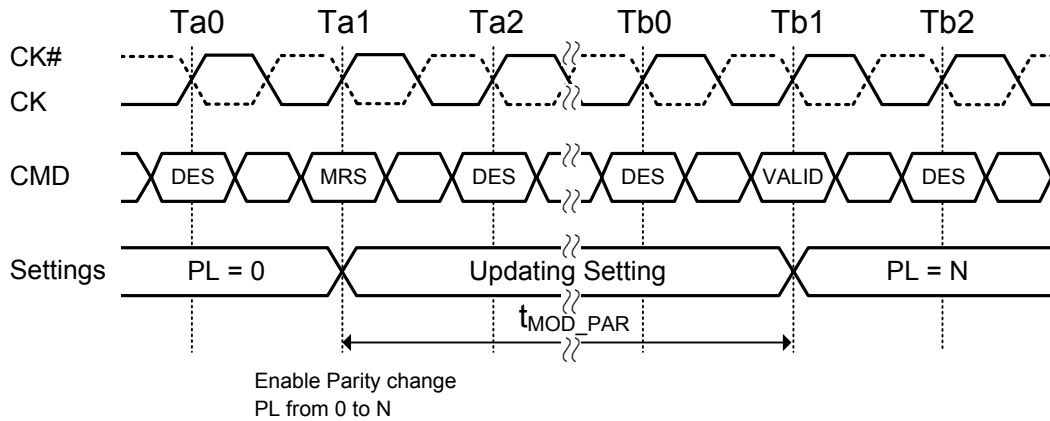 Ta0 Ta1 Ta2 Tb0 Tb1 Tb2
CK#
CK
CMD DES MRS DES DES VALID DES
Settings PL = 0 Updating Setting PL = N
tMOD_PAR
Enable Parity change
PL from 0 to N